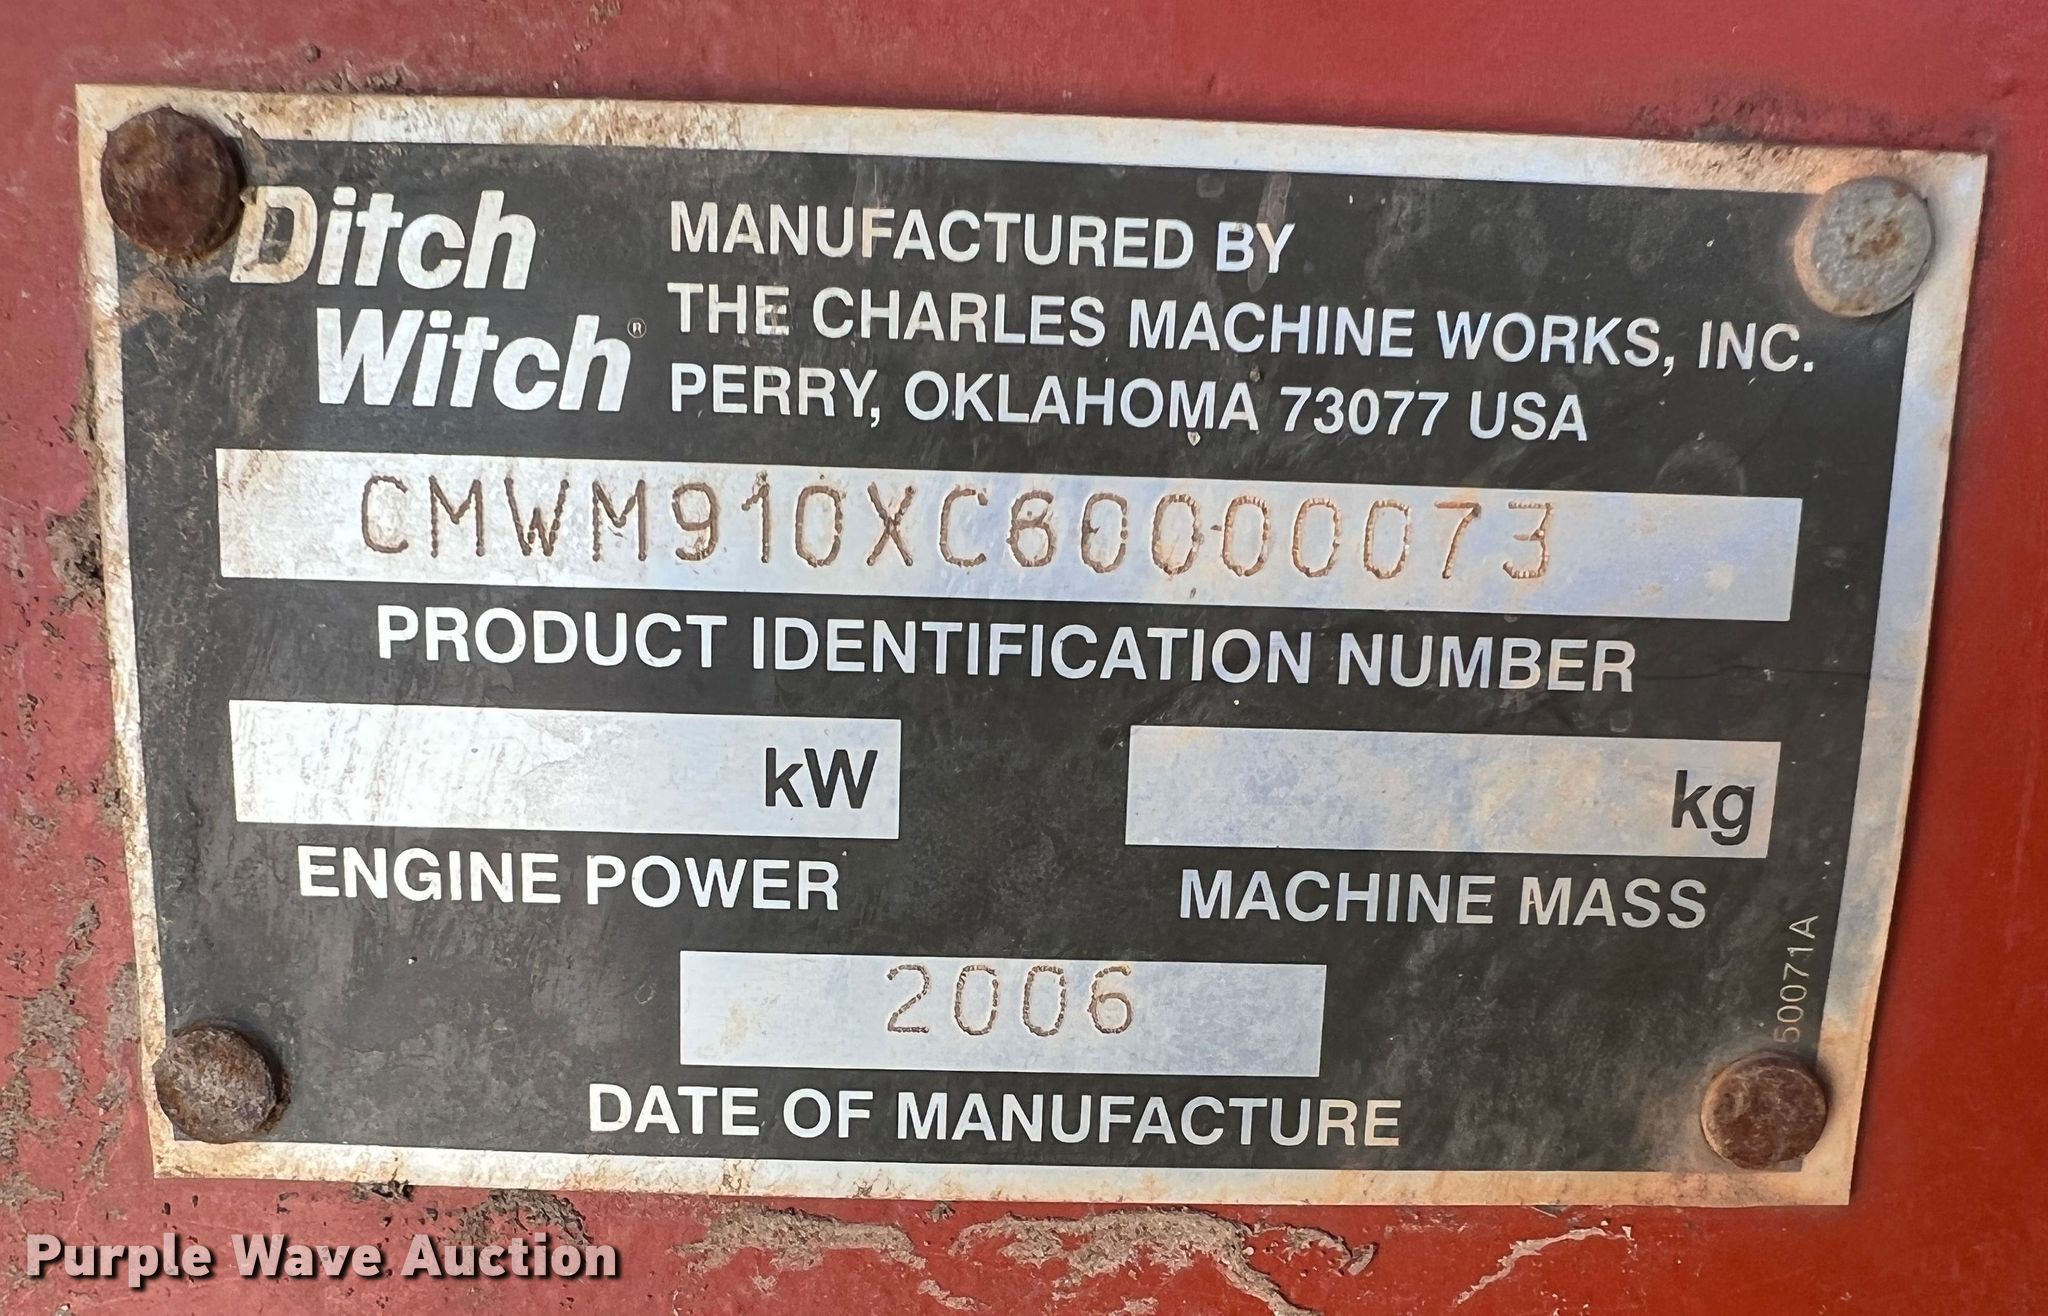 Ditch
Witch®
MANUFACTURED BY
THE CHARLES MACHINE WORKS, INC.
PERRY, OKLAHOMA 73077 USA
CMWM910XC60000073
PRODUCT IDENTIFICATION NUMBER
kW
kg
ENGINE POWER
MACHINE MASS
2006
DATE OF MANUFACTURE
Purple Wave Auction